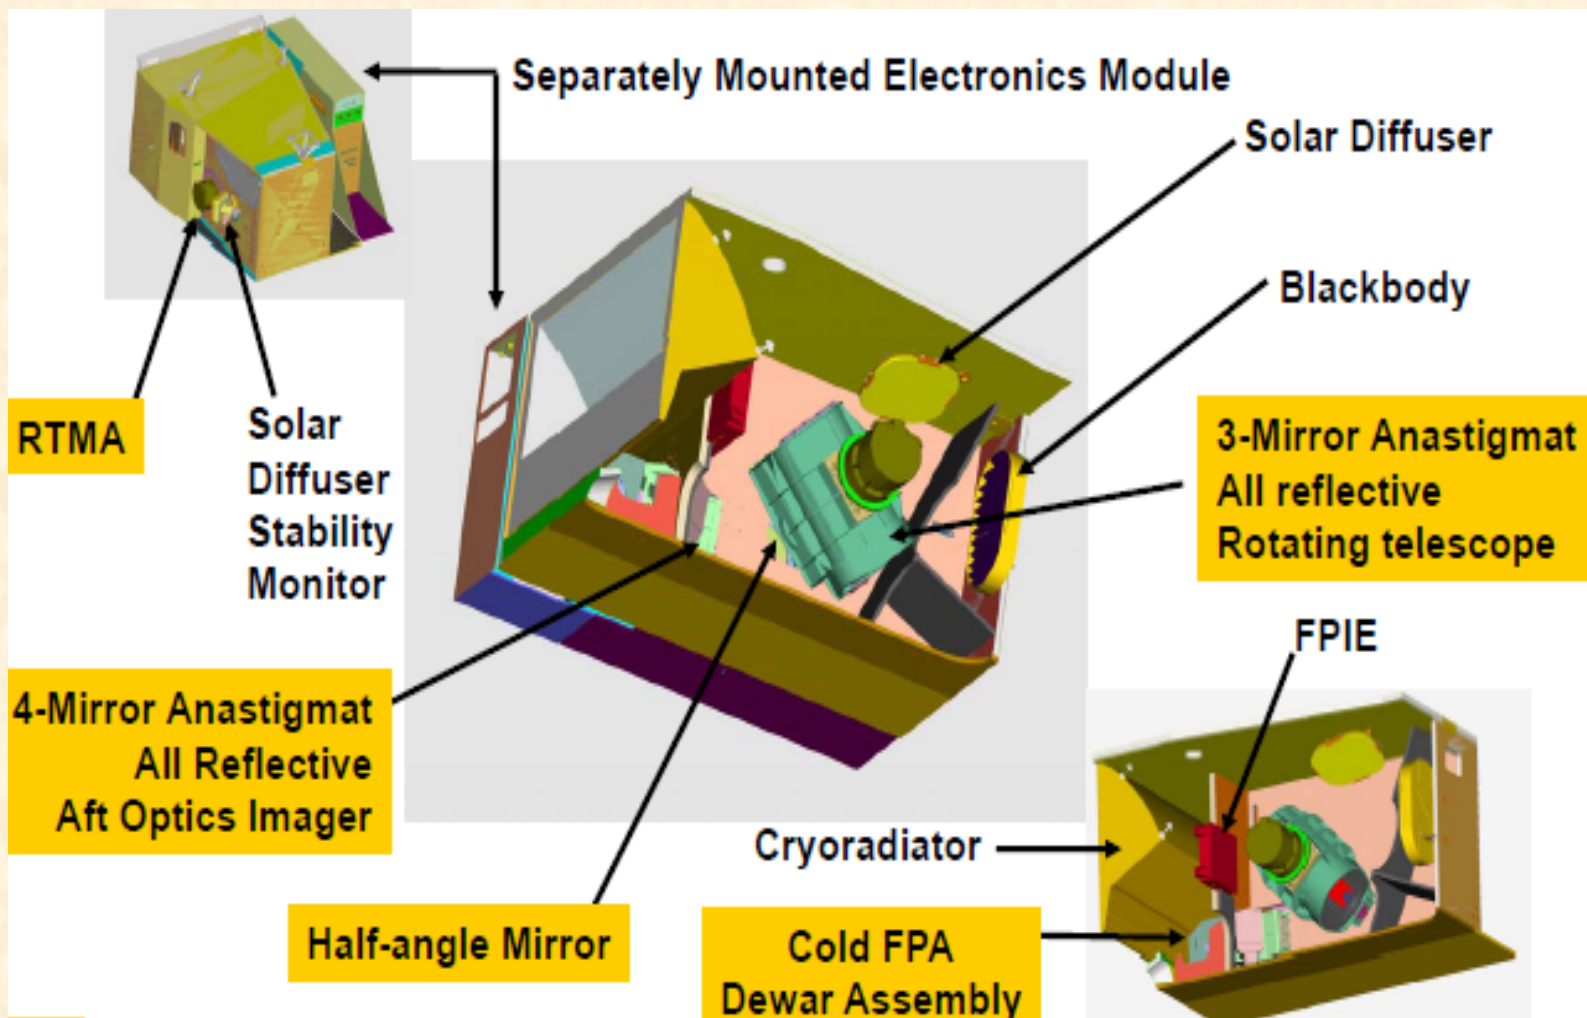 Separately Mounted Electronics Module
Solar Diffuser
Blackbody
RTMA
Solar
Diffuser
Stability
Monitor
3-Mirror Anastigmat
All reflective
Rotating telescope
FPIE
4-Mirror Anastigmat
All Reflective
Aft Optics Imager
Cryoradiator
Half-angle Mirror
Cold FPA
Dewar Assembly